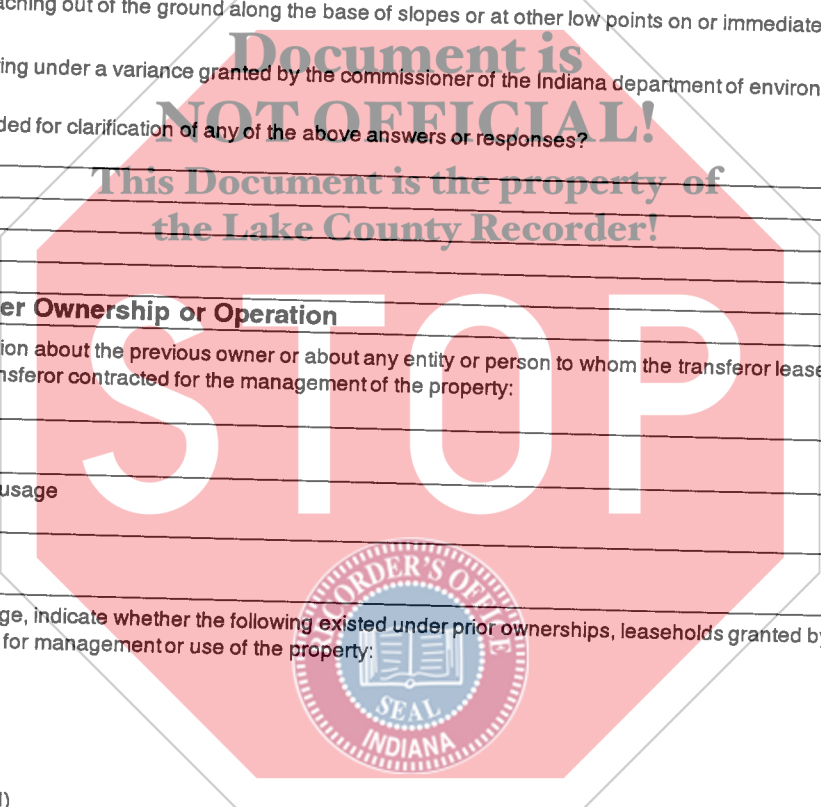 aching out of the ground along the base of slopes or at other low points on or immediate
Document is
ing under a variance granted by the commissioner of the Indiana department of environ
NOT OFFICIAL!
ded for clarification of any of the above answers or responses?
This Document is the property of
the Lake County Recorder!
er Ownership or Operation
ion about the previous owner or about any entity or person to whom the transferor lease
nsferor contracted for the management of the property:
STOP
usage
RECORDER'S OFFICE
ge, indicate whether the following existed under prior ownerships, leaseholds granted by
for management or use of the property:
SEAL
INDIANA
l)